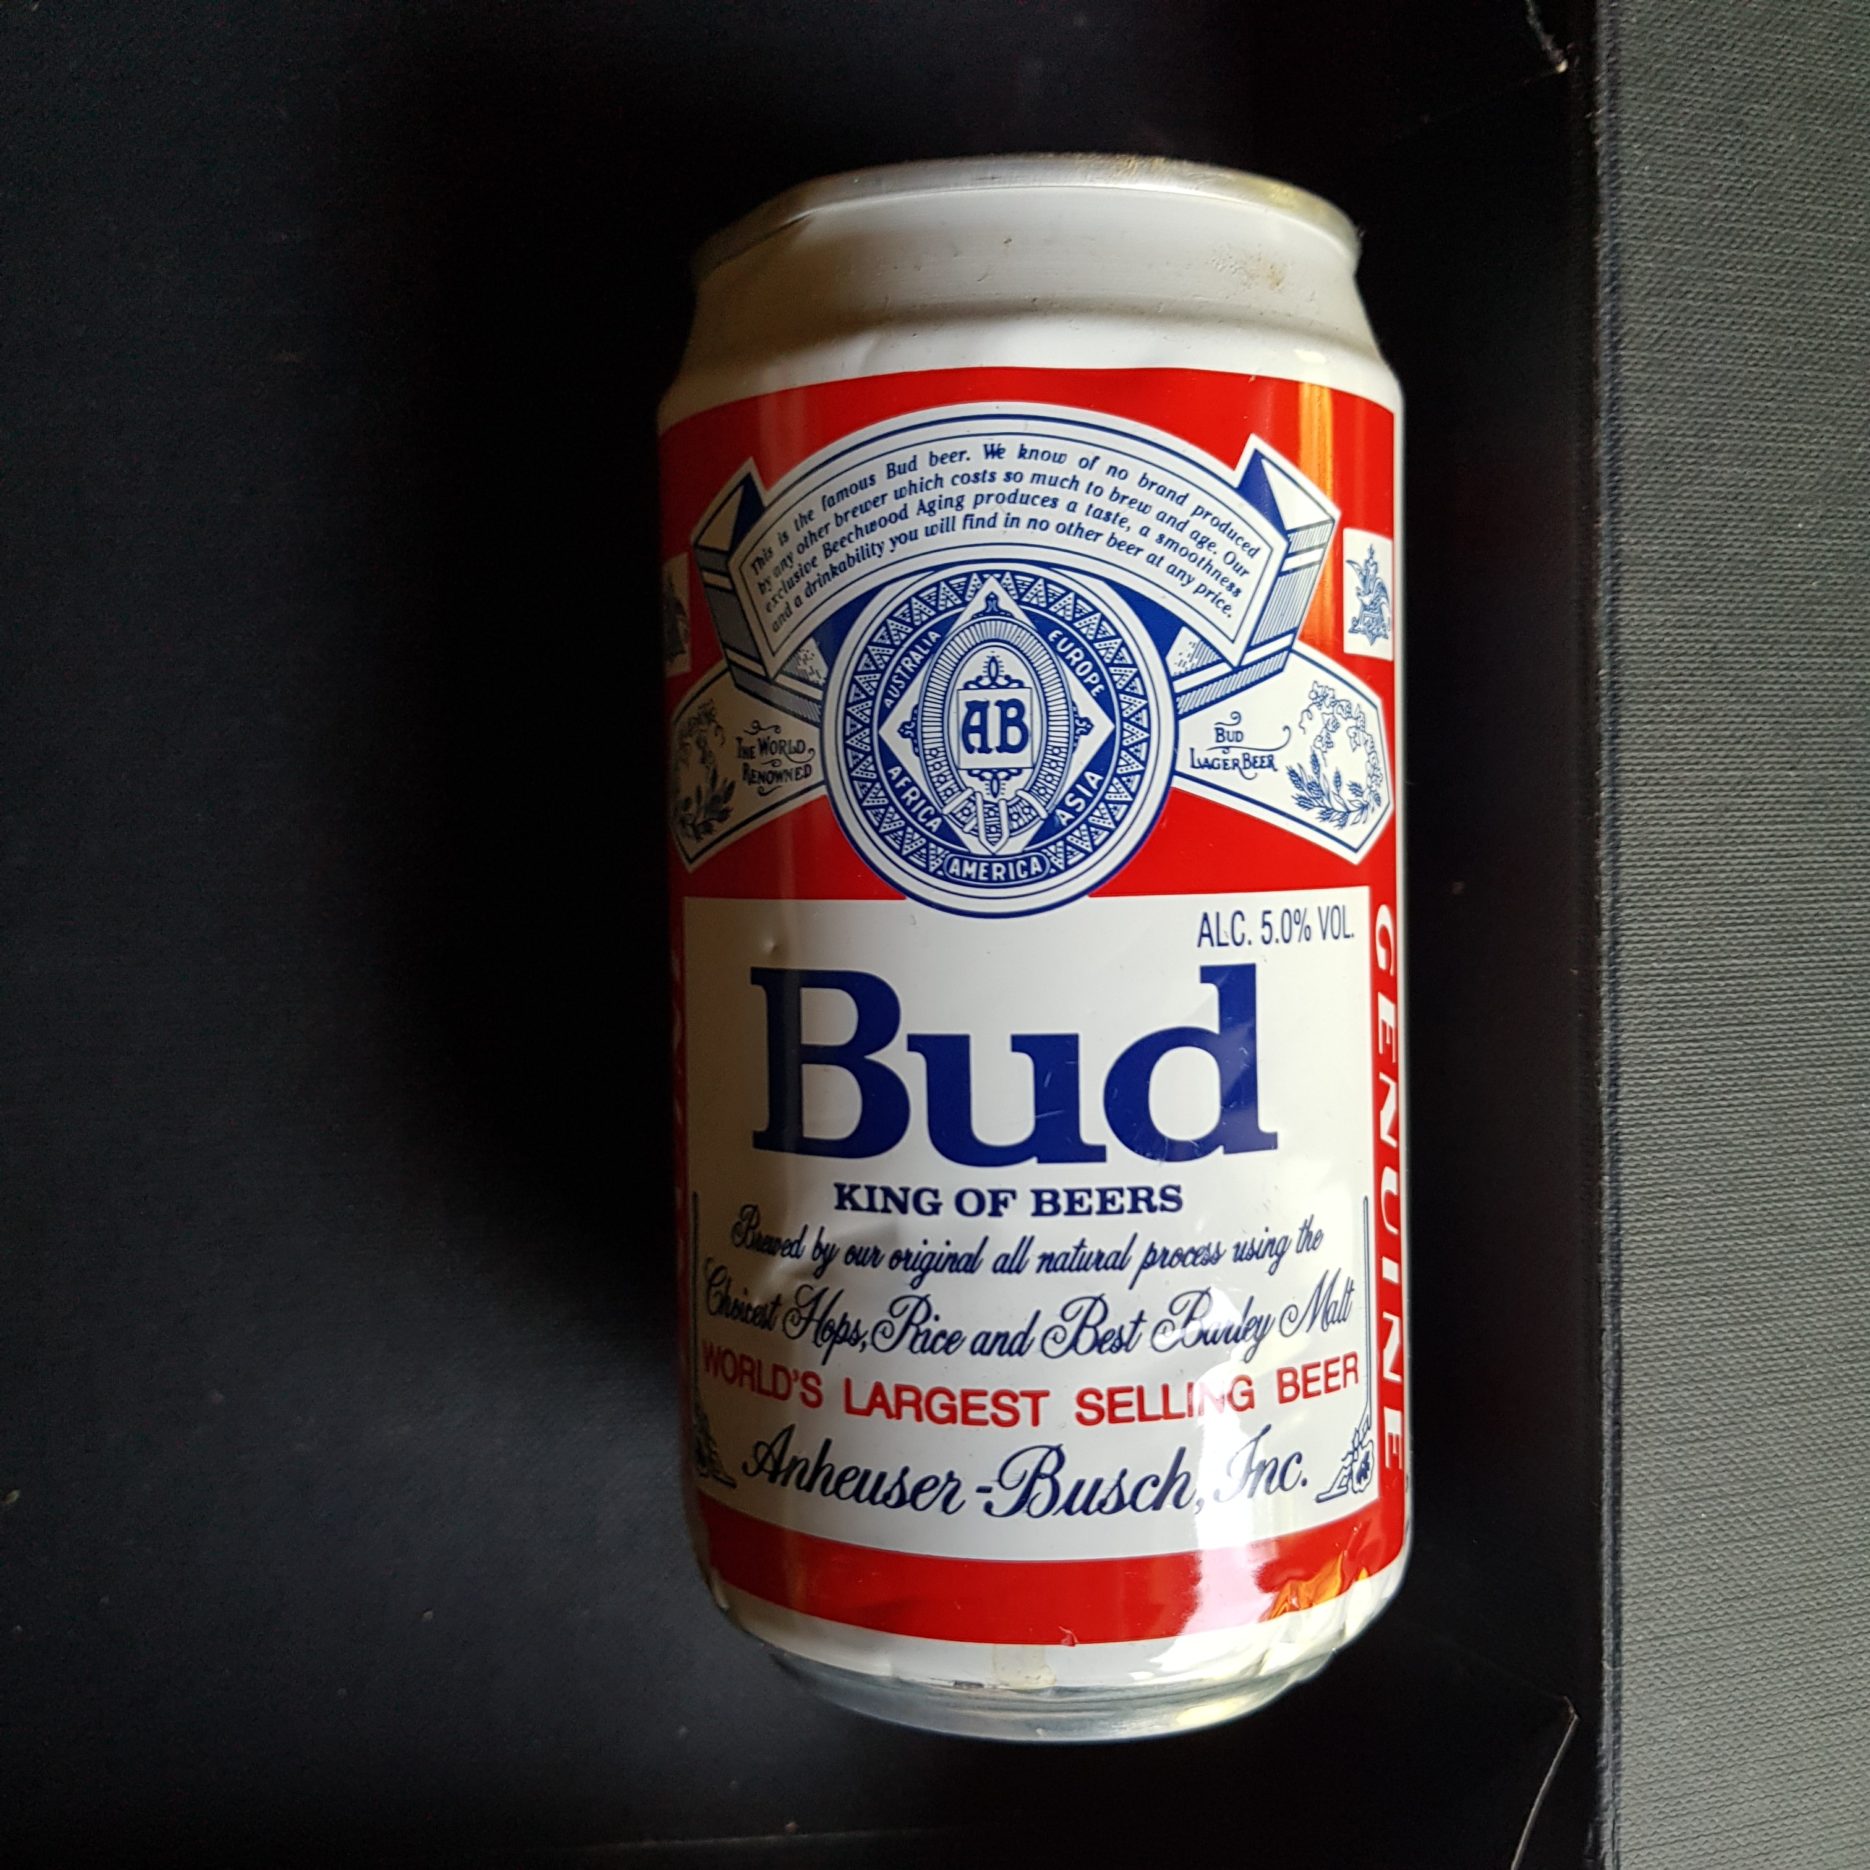 This is the famous Bud beer. We know of no brand produced
by any other brewer which costs so much to brew and age. Our
exclusive Beechwood Aging produces a taste, a smoothness
and a drinkability you will find in no other beer at any price.
AUSTRALIA
EUROPE
AB
THE WORLD
RENOWNED
BUD
LAGER BEER
AFRICA
ASIA
AMERICA
ALC. 5.0% VOL.
Bud
KING OF BEERS
Brewed by our original all natural process using the
Choicest Hops, Rice and Best Barley Malt
WORLD'S LARGEST SELLING BEER
Anheuser-Busch, Inc.
GENUINE